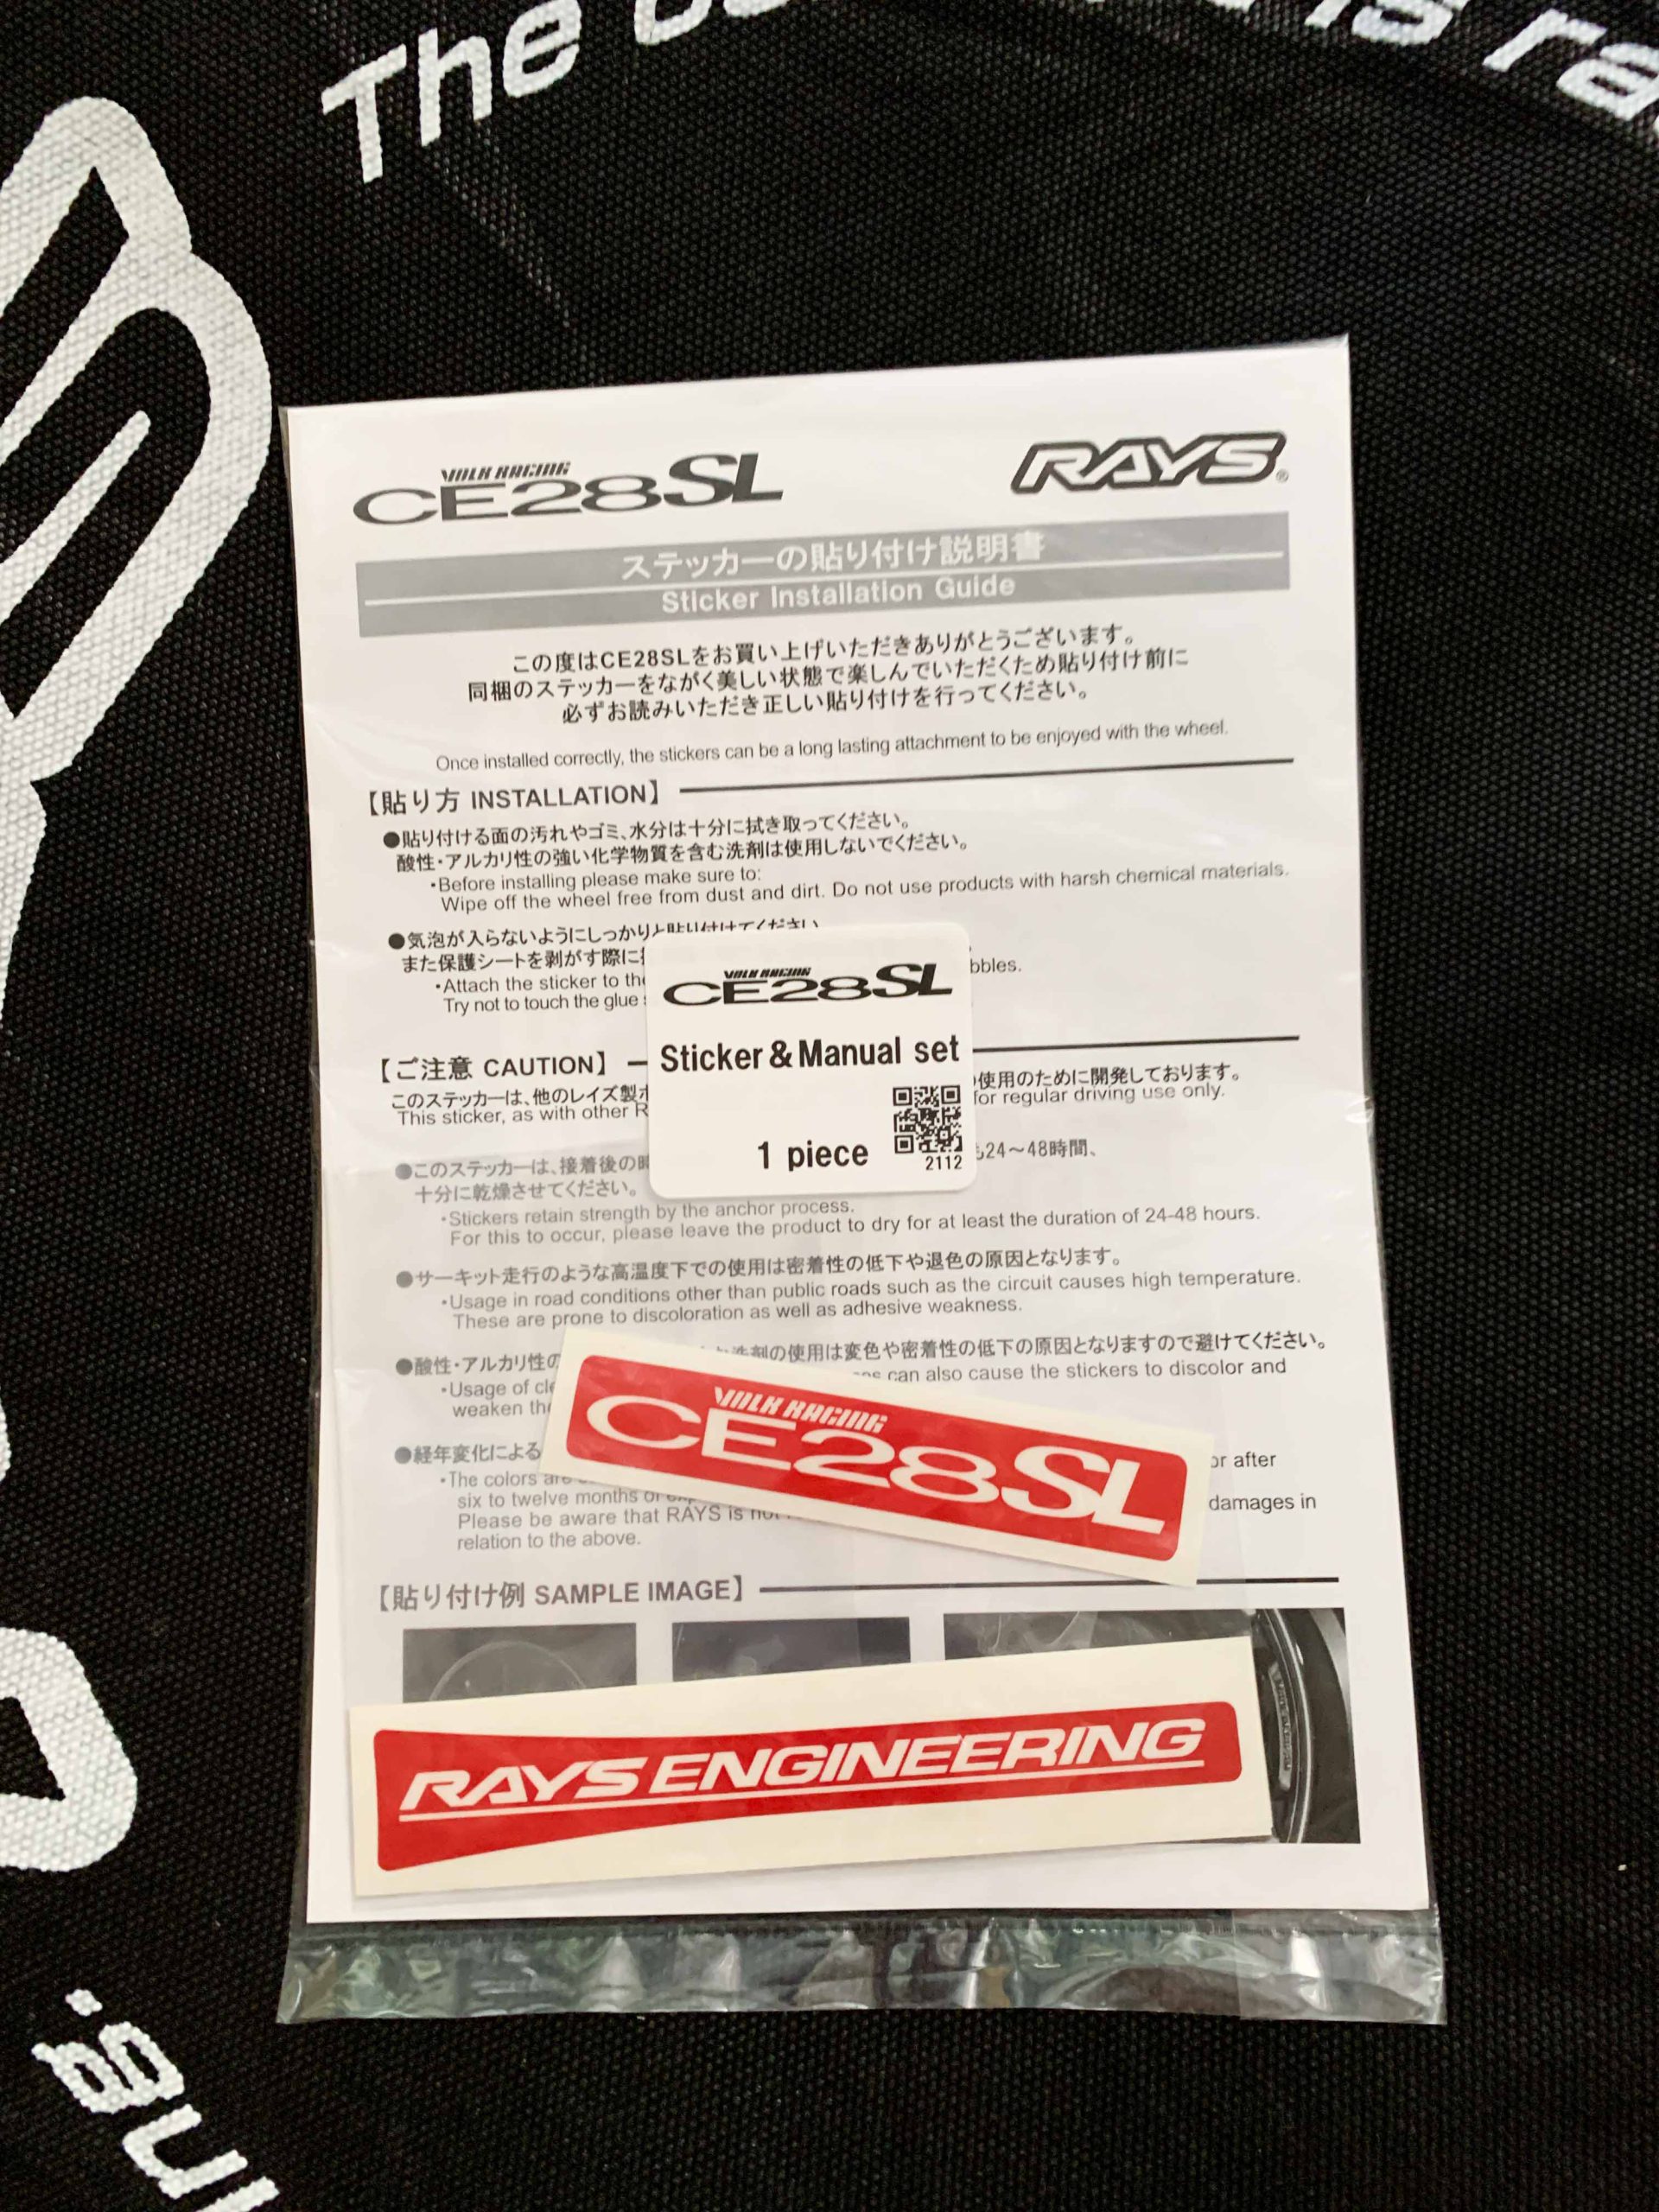 The
is
VOLK RACING
CE28SL
RAYS®
ステッカーの貼り付け説明書
Sticker Installation Guide
この度はCE28SLをお買い上げいただきありがとうございます。
同梱のステッカーをながく美しい状態で楽しんでいただくため貼り付け前に
必ずお読みいただき正しい貼り付けを行ってください。
Once installed correctly, the stickers can be a long lasting attachment to be enjoyed with the wheel.
【貼り方 INSTALLATION】
●貼り付ける面の汚れやゴミ、水分は十分に拭き取ってください。
酸性・アルカリ性の強い化学物質を含む洗剤は使用しないでください。
・Before installing please make sure to:
Wipe off the wheel free from dust and dirt. Do not use products with harsh chemical materials.
●気泡が入らないようにしっかりと貼り付けてください
また保護シートを剥がす際に
・Attach the sticker to the
bbles.
Try not to touch the glue
VOLK RACING
CE28SL
Sticker & Manual set
1 piece
2112
【ご注意 CAUTION】
このステッカーは、他のレイズ製ホ
使用のために開発しております。
This sticker, as with other R
for regular driving use only.
●このステッカーは、接着後の
24～48時間、
十分に乾燥させてください。
・Stickers retain strength by the anchor process.
For this to occur, please leave the product to dry for at least the duration of 24-48 hours.
●サーキット走行のような高温度下での使用は密着性の低下や退色の原因となります。
・Usage in road conditions other than public roads such as the circuit causes high temperature.
These are prone to discoloration as well as adhesive weakness.
●酸性・アルカリ性の
洗剤の使用は変色や密着性の低下の原因となりますので避けてください。
・Usage of cle
can also cause the stickers to discolor and
weaken the
●経年変化による
・The colors are
or after
six to twelve months of
damages in
Please be aware that RAYS is not
relation to the above.
VOLK RACING
CE28SL
【貼り付け例 SAMPLE IMAGE】
RAYS ENGINEERING